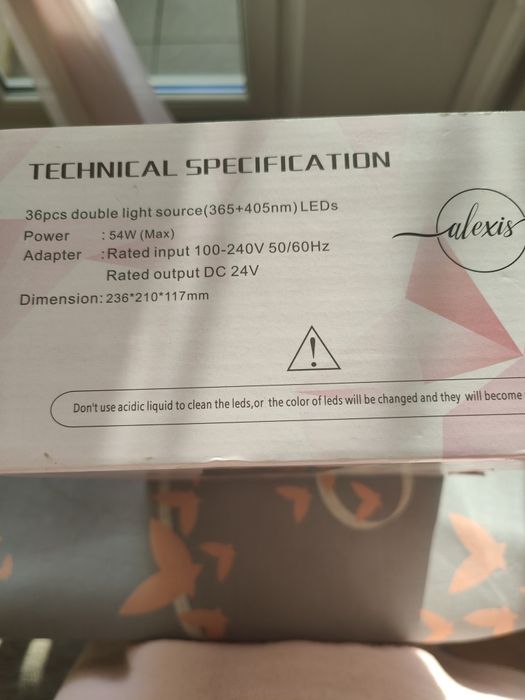 TECHNICAL SPECIFICATION
36pcs double light source(365+405nm) LEDs
Power : 54W (Max)
Adapter : Rated input 100-240V 50/60Hz
Rated output DC 24V
Dimension: 236*210*117mm
alexis
!
Don't use acidic liquid to clean the leds,or the color of leds will be changed and they will become